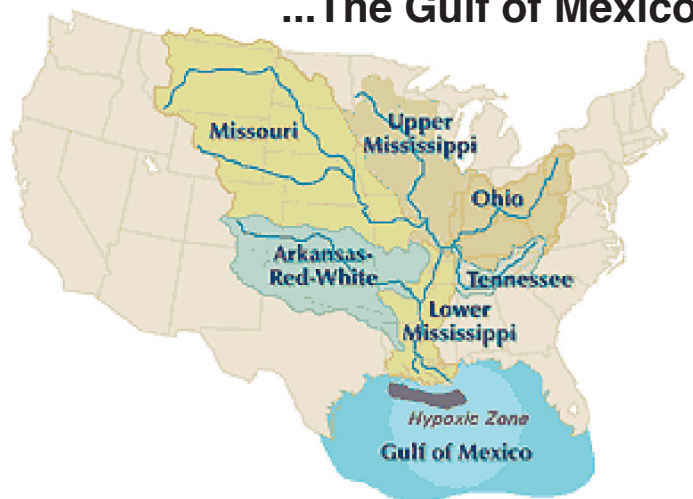 ...The Gulf of Mexico
Missouri
Upper
Mississippi
Ohio
Arkansas-
Red-White
Tennessee
Lower
Mississippi
Hypoxic Zone
Gulf of Mexico